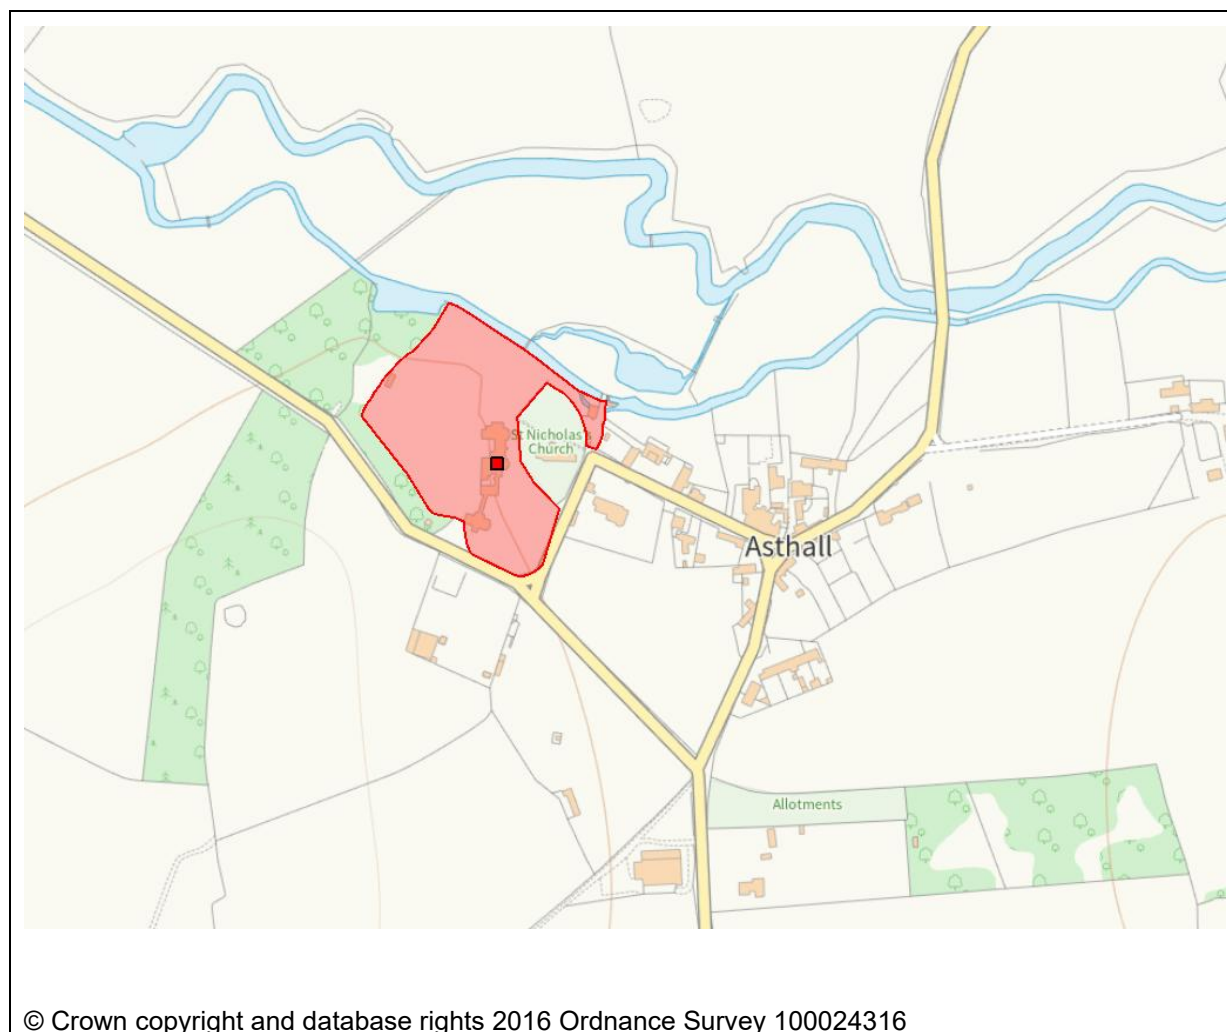 St Nicholas's
Church
Asthall
Allotments
© Crown copyright and database rights 2016 Ordnance Survey 100024316